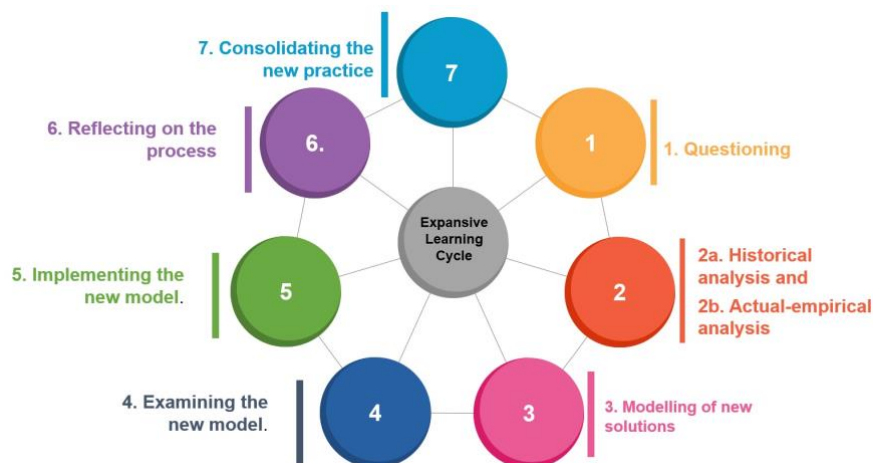 7. Consolidating the
new practice
7
6. Reflecting on the
process
6.
1
1. Questioning
Expansive
Learning
Cycle
5. Implementing the
new model.
5
2
2a. Historical
analysis and
2b. Actual-empirical
analysis
4. Examining the
new model.
4
3
3. Modelling of new
solutions